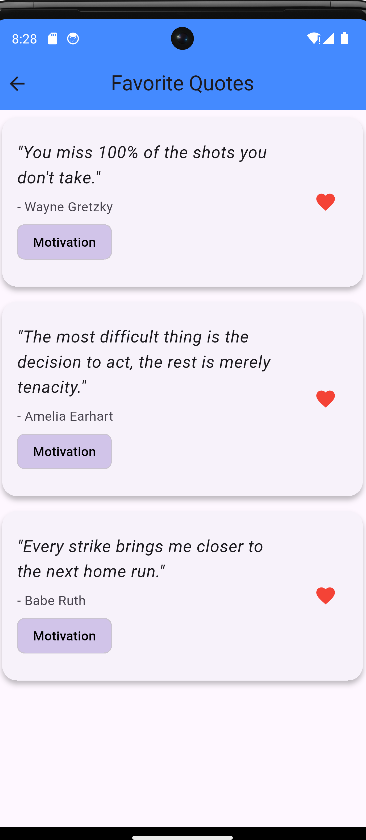 8:28
Favorite Quotes
"You miss 100% of the shots you
don't take."
- Wayne Gretzky
Motivation
"The most difficult thing is the
decision to act, the rest is merely
tenacity."
- Amelia Earhart
Motivation
"Every strike brings me closer to
the next home run."
- Babe Ruth
Motivation